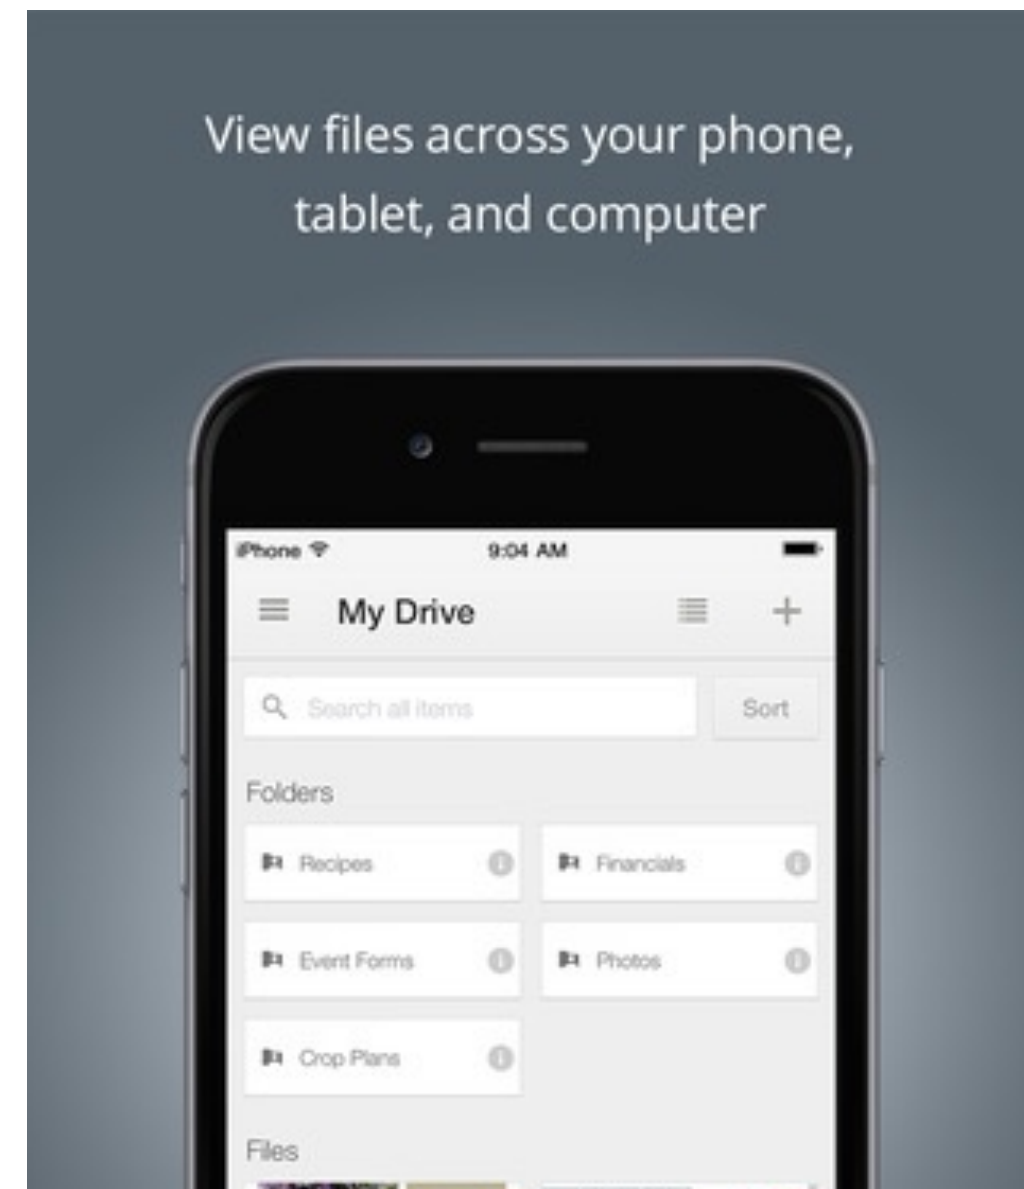 View files across your phone,
tablet, and computer
iPhone 9:04 AM
My Drive
Search all items Sort
Folders
Recipes Financials
Event Forms Photos
Crop Plans
Files